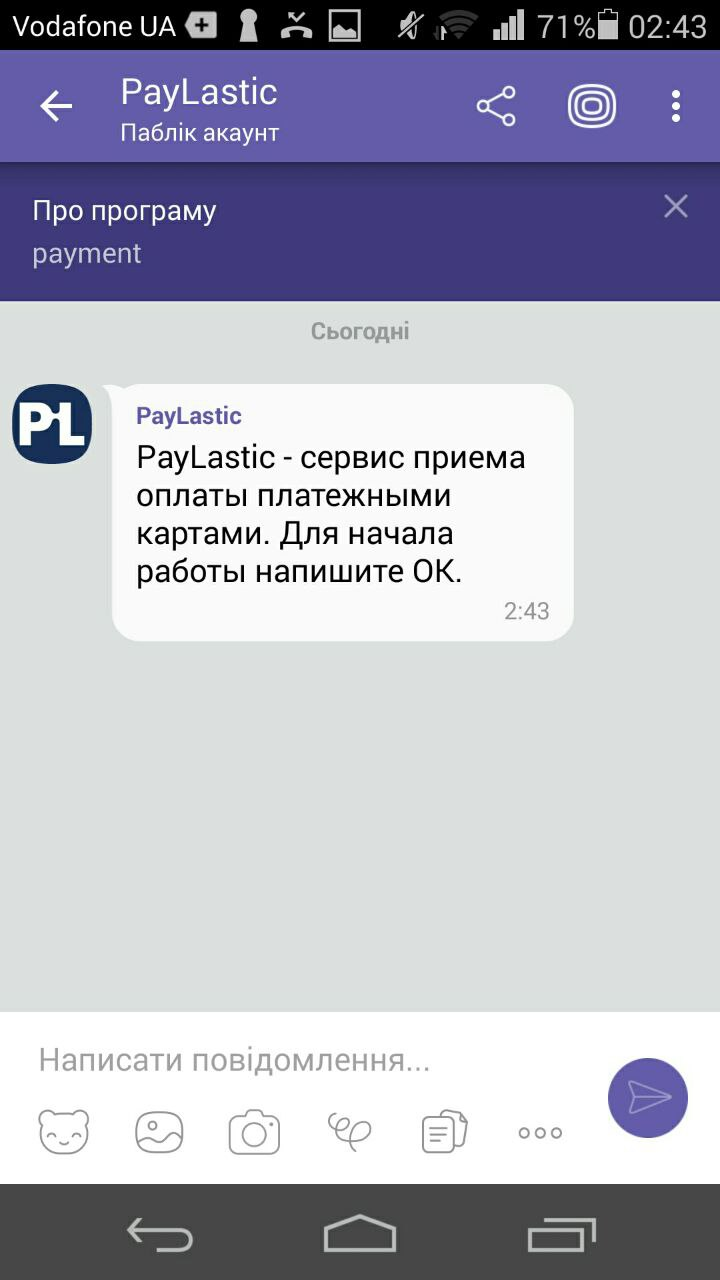 Vodafone UA 71% 02:43
PayLastic
Паблік акаунт
Про програму
payment
Сьогодні
PL
PayLastic
PayLastic - сервис приема
оплаты платежными
картами. Для начала
работы напишите ОК.
2:43
Написати повідомлення...